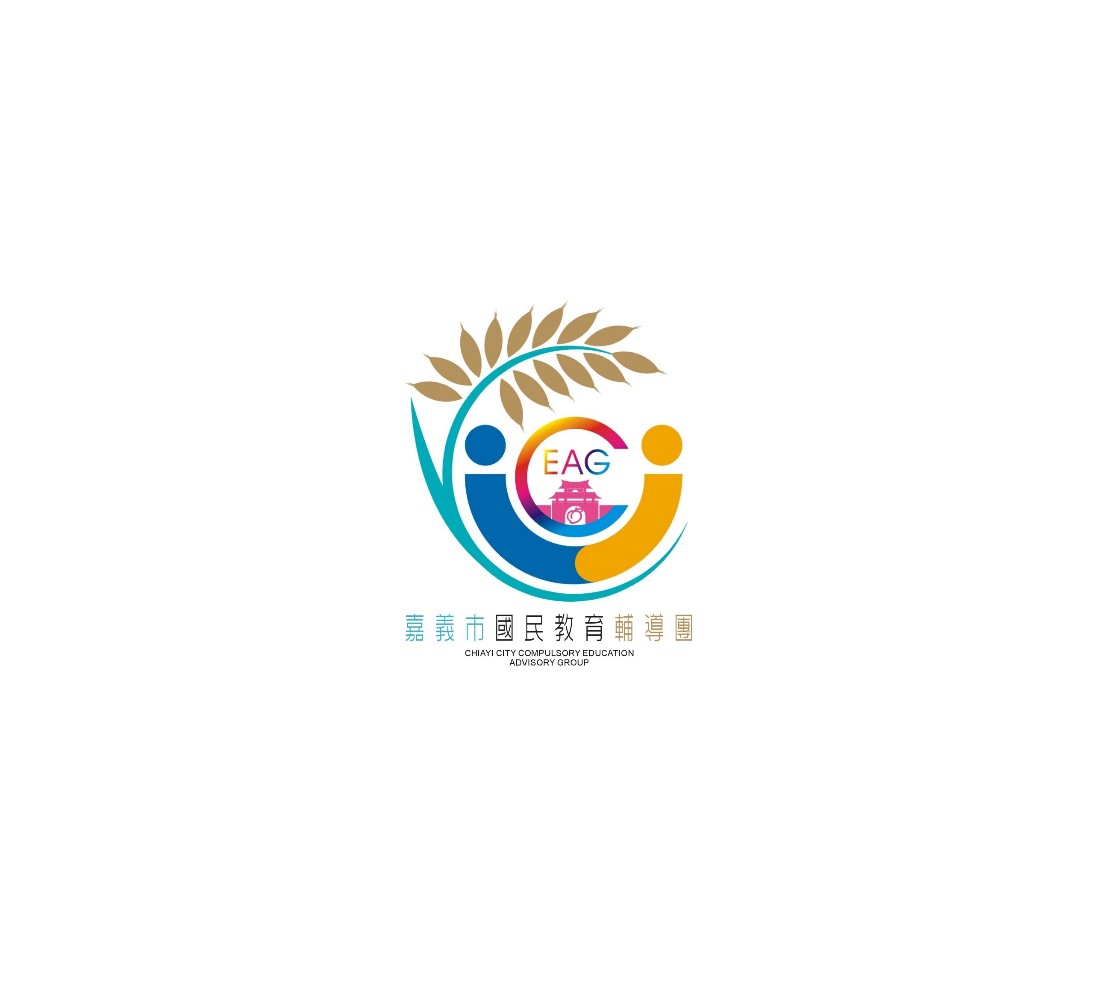 EAG
嘉義市國民教育輔導團
CHIAYI CITY COMPULSORY EDUCATION
ADVISORY GROUP